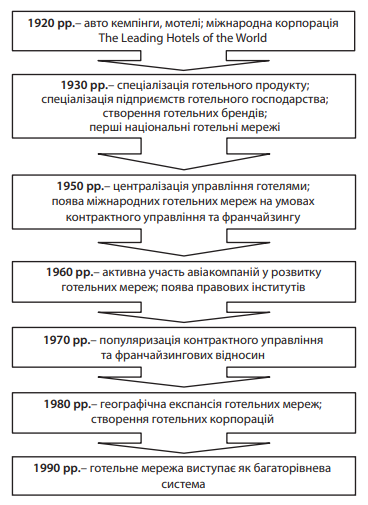 1920 рр.– авто кемпінги, мотелі; міжнародна корпорація
The Leading Hotels of the World
1930 рр.– спеціалізація готельного продукту;
спеціалізація підприємств готельного господарства;
створення готельних брендів;
перші національні готельні мережі
1950 рр.– централізація управління готелями;
поява міжнародних готельних мереж на умовах
контрактного управління та франчайзингу
1960 рр.– активна участь авіакомпаній у розвитку
готельних мереж; поява правових інститутів
1970 рр.– популяризація контрактного управління
та франчайзингових відносин
1980 рр.– географічна експансія готельних мереж;
створення готельних корпорацій
1990 рр.– готельне мережа виступає як багаторівнева
система